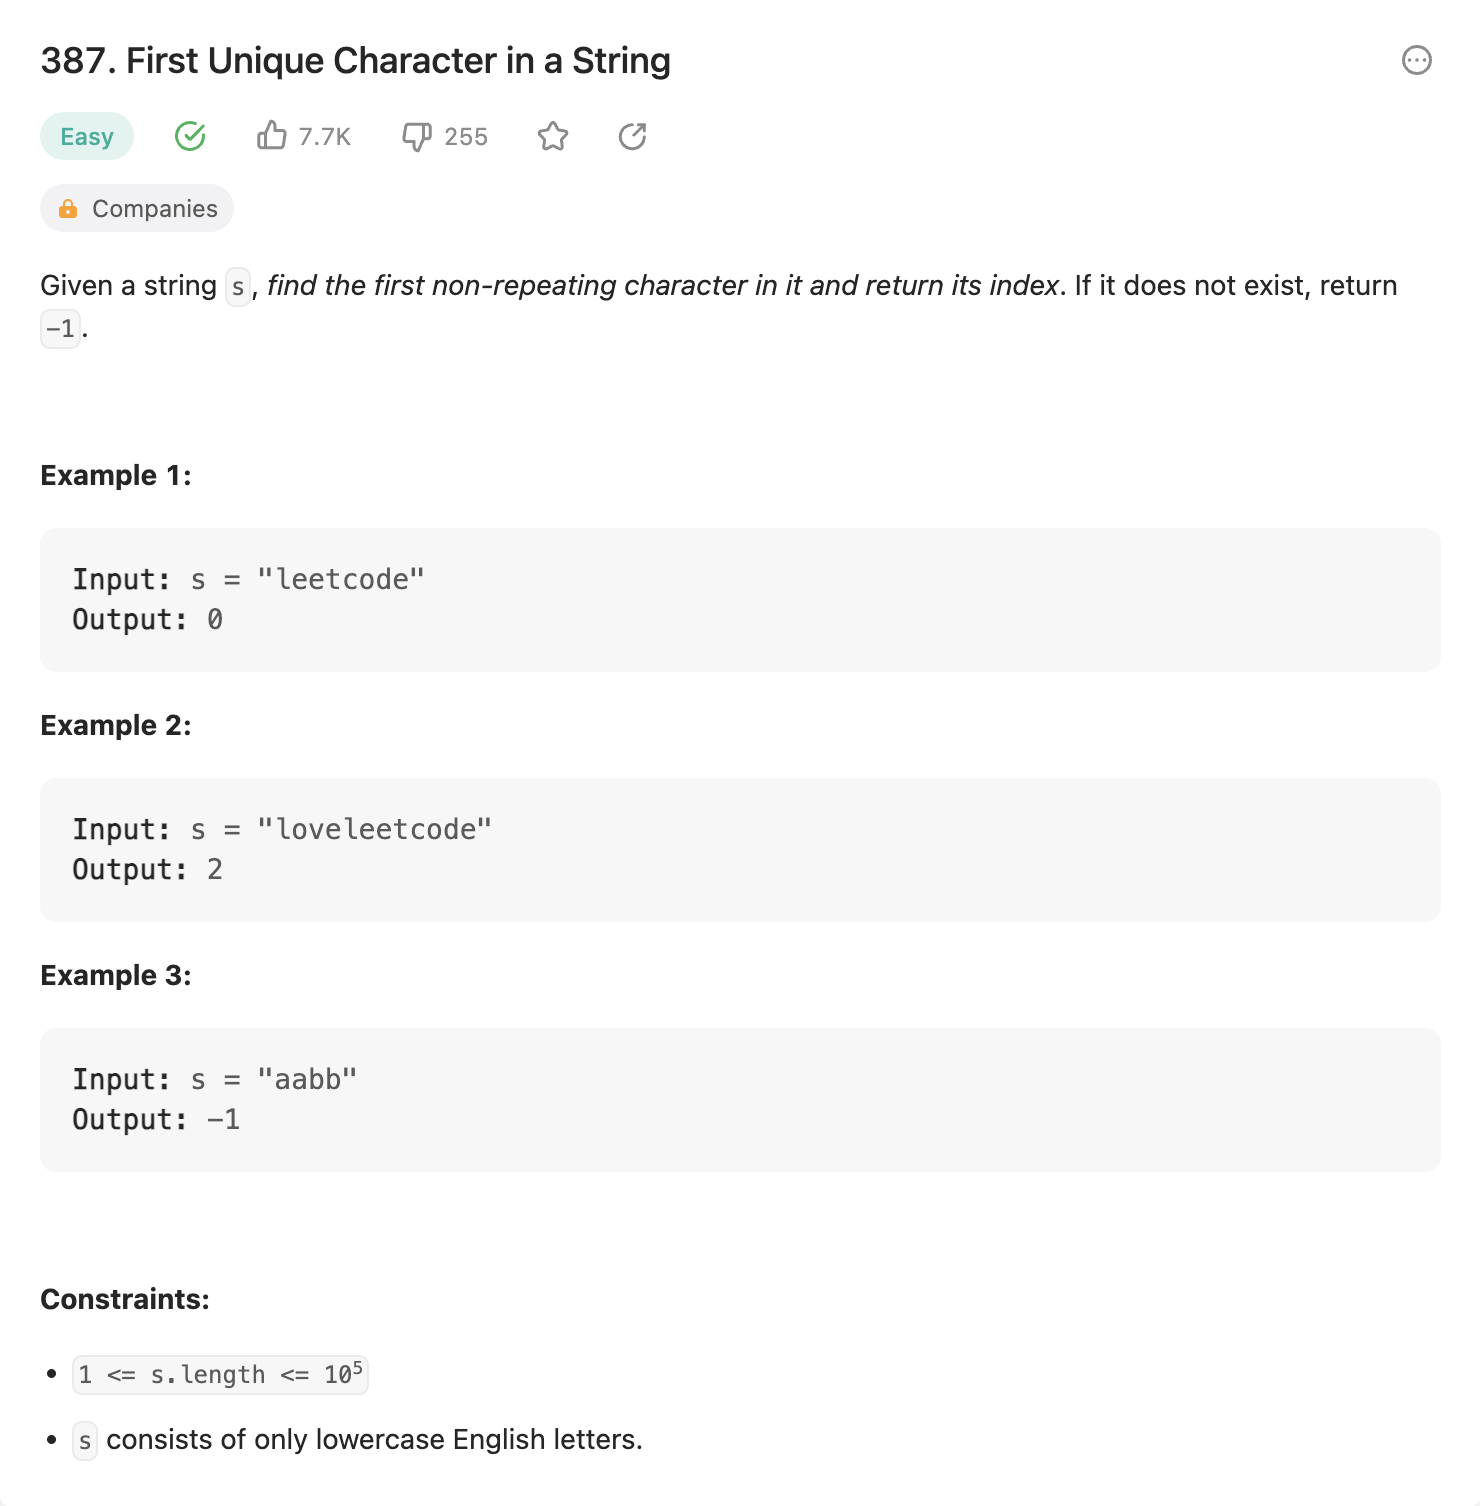 387. First Unique Character in a String
Easy 7.7K 255
Companies
Given a string s, find the first non-repeating character in it and return its index. If it does not exist, return
-1.
Example 1:
Input: s = "leetcode"
Output: 0
Example 2:
Input: s = "loveleetcode"
Output: 2
Example 3:
Input: s = "aabb"
Output: -1
Constraints:
• 1 <= s.length <= 10⁵
• s consists of only lowercase English letters.